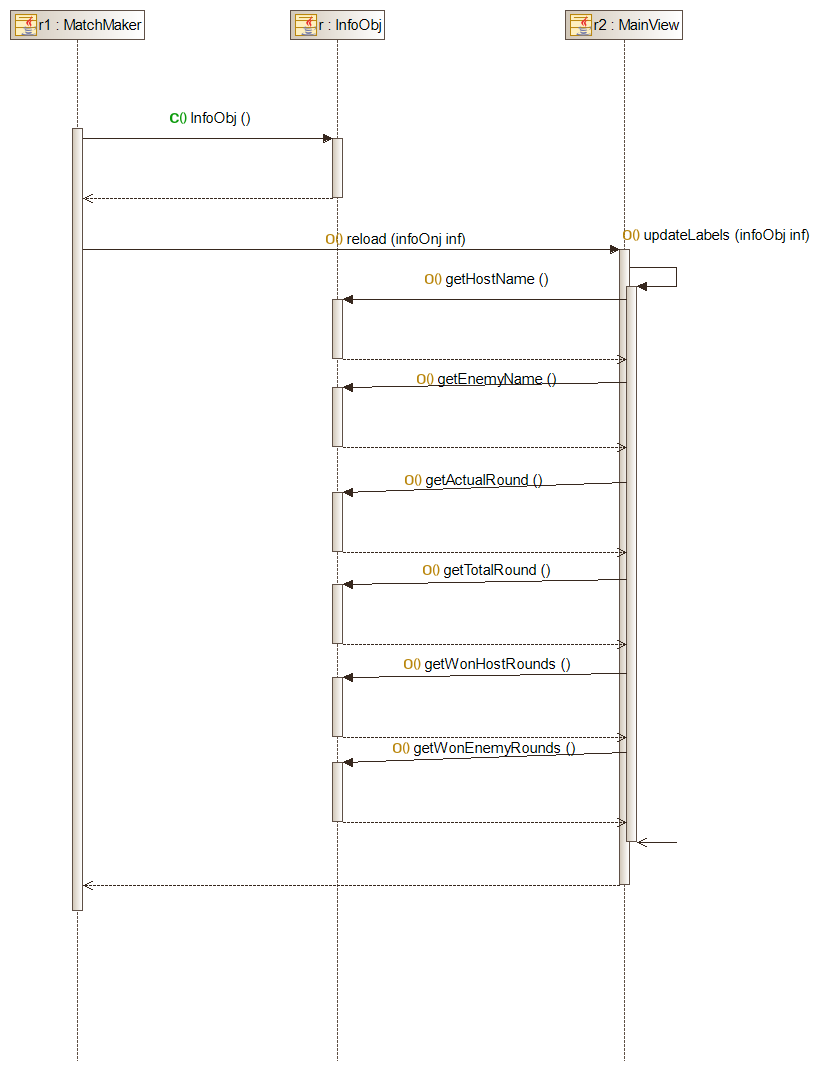 r1 : MatchMaker
r : InfoObj
r2 : MainView
C() InfoObj ()
O() reload (infoOnj inf)
O() updateLabels (infoObj inf)
O() getHostName ()
O() getEnemyName ()
O() getActualRound ()
O() getTotalRound ()
O() getWonHostRounds ()
O() getWonEnemyRounds ()